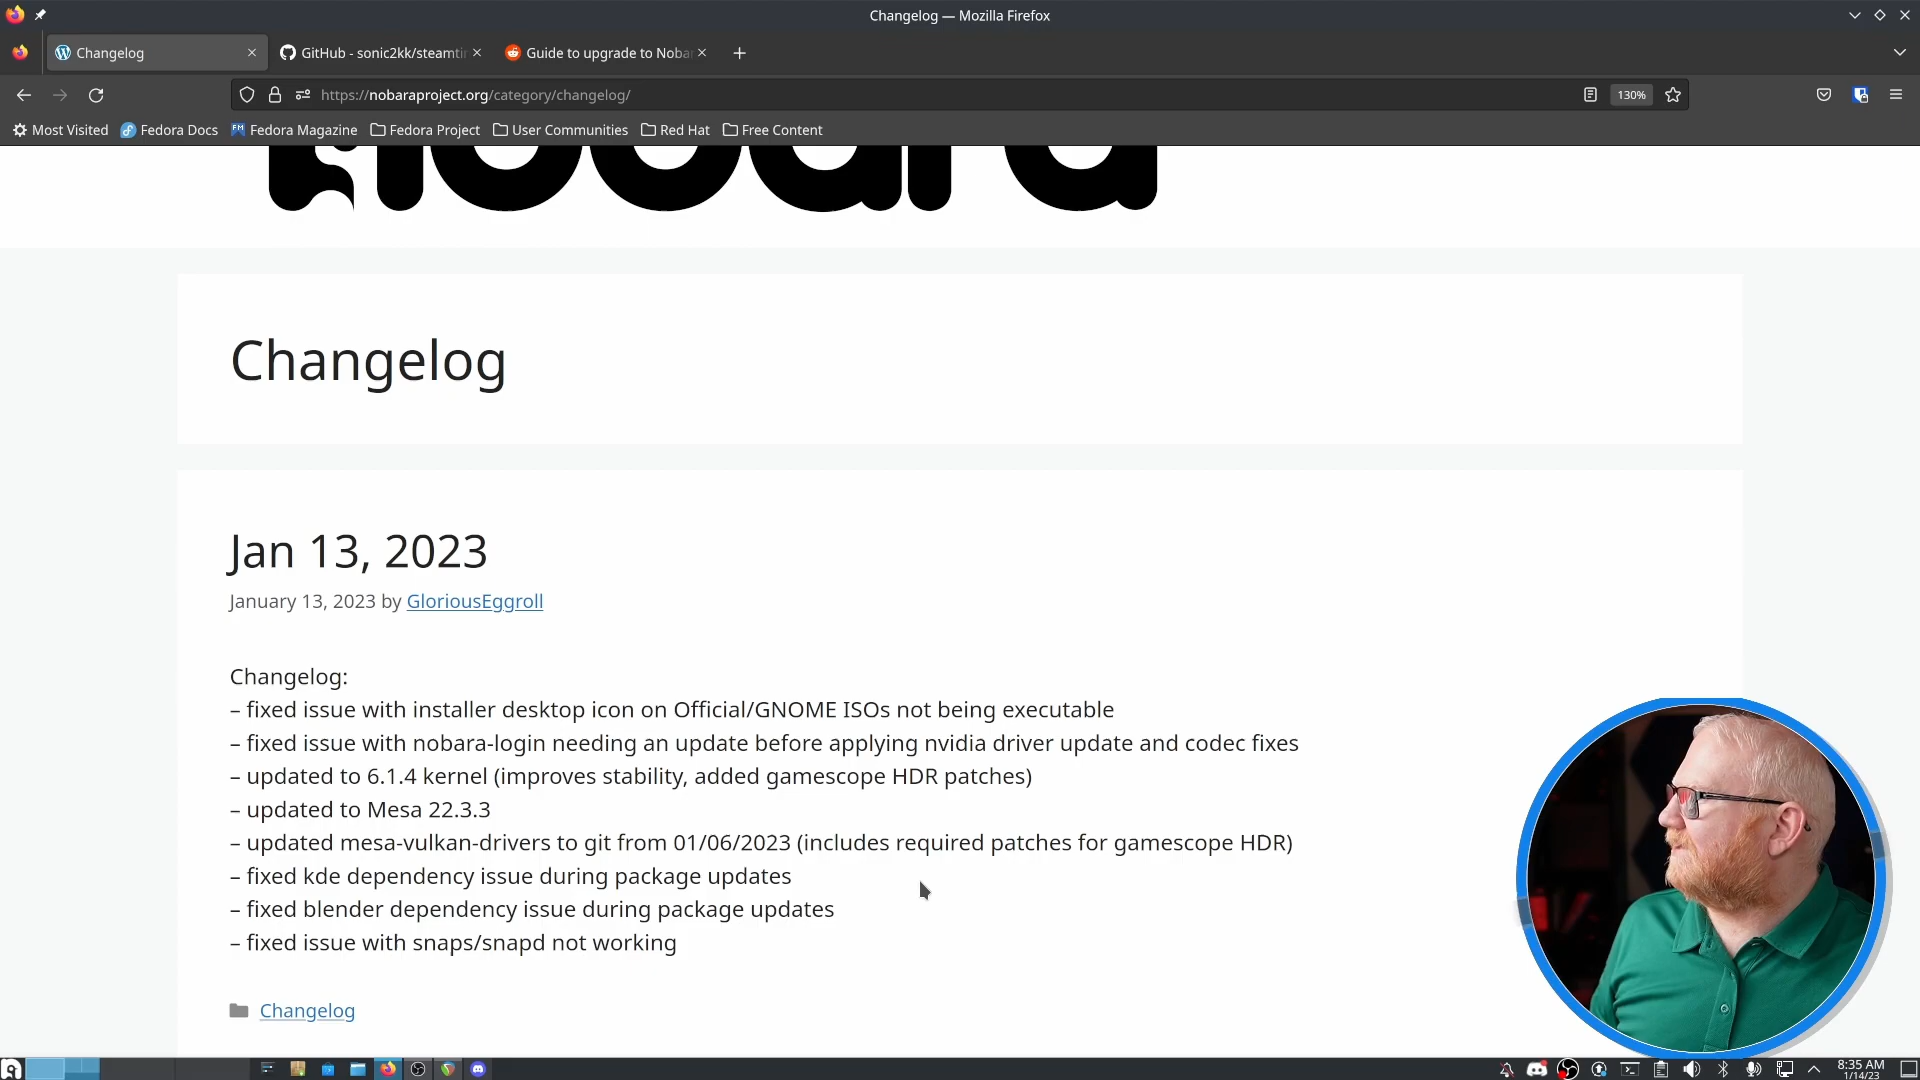 Changelog — Mozilla Firefox
Changelog
GitHub - sonic2kk/steamti
Guide to upgrade to Nobar
https://nobaraproject.org/category/changelog/
130%
Most Visited
Fedora Docs
Fedora Magazine
Fedora Project
User Communities
Red Hat
Free Content
nobara
Changelog
Jan 13, 2023
January 13, 2023 by GloriousEggroll
Changelog:
– fixed issue with installer desktop icon on Official/GNOME ISOs not being executable
– fixed issue with nobara-login needing an update before applying nvidia driver update and codec fixes
– updated to 6.1.4 kernel (improves stability, added gamescope HDR patches)
– updated to Mesa 22.3.3
– updated mesa-vulkan-drivers to git from 01/06/2023 (includes required patches for gamescope HDR)
– fixed kde dependency issue during package updates
– fixed blender dependency issue during package updates
– fixed issue with snaps/snapd not working
Changelog
8:35 AM
1/14/23